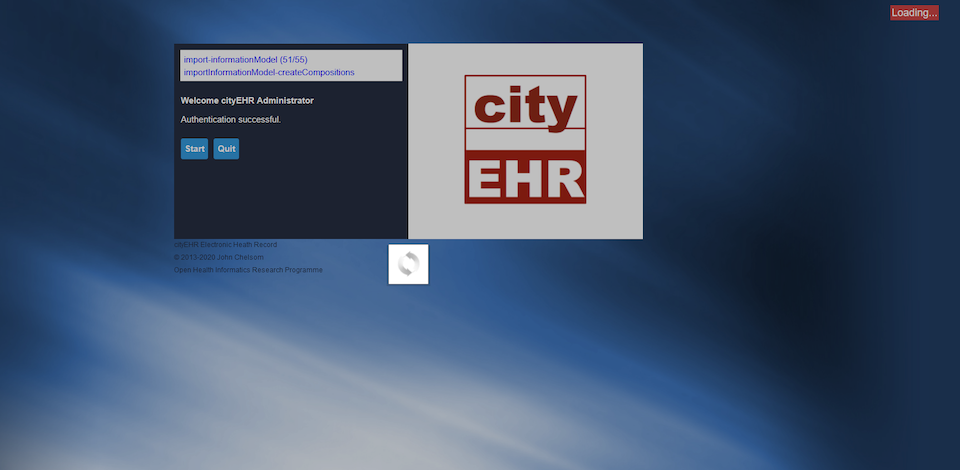 Loading...
import-informationModel (51/55)
importInformationModel-createCompositions
Welcome cityEHR Administrator
Authentication successful.
Start Quit
city
EHR
cityEHR Electronic Heath Record
© 2013-2020 John Chelsom
Open Health Informatics Research Programme